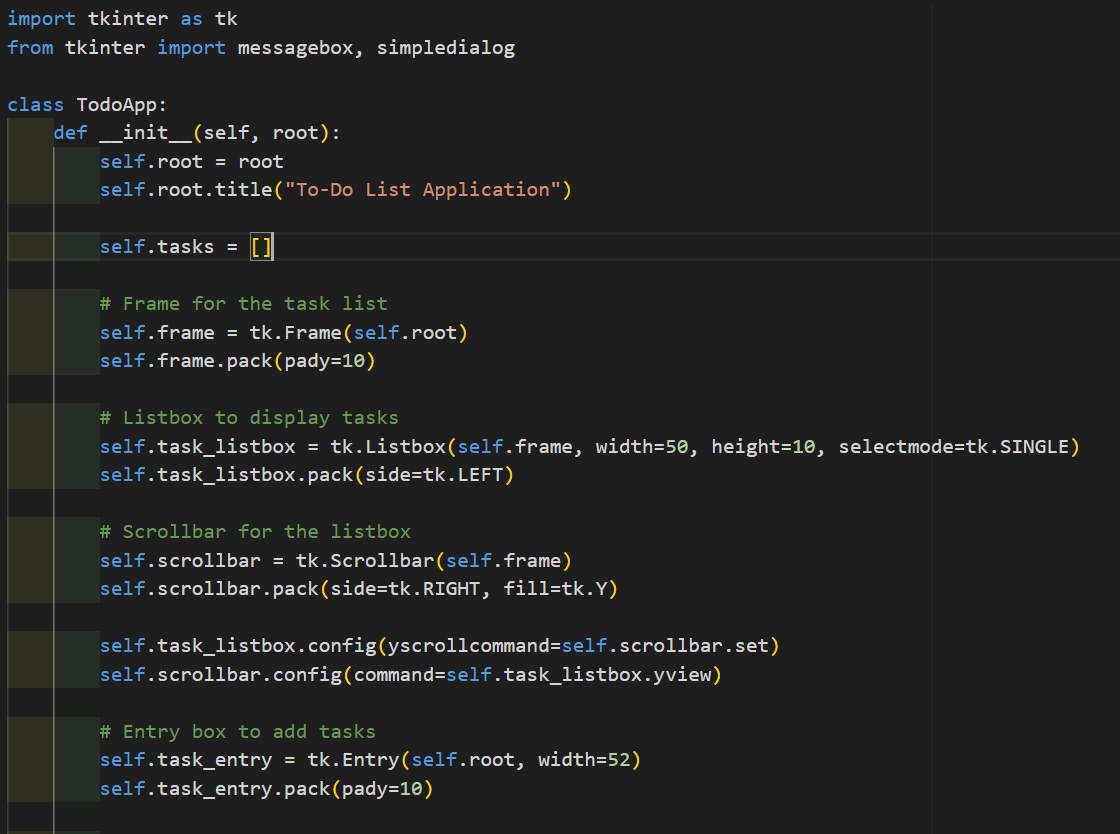 import tkinter as tk
from tkinter import messagebox, simpledialog

class TodoApp:
    def __init__(self, root):
        self.root = root
        self.root.title("To-Do List Application")

        self.tasks = []

        # Frame for the task list
        self.frame = tk.Frame(self.root)
        self.frame.pack(pady=10)

        # Listbox to display tasks
        self.task_listbox = tk.Listbox(self.frame, width=50, height=10, selectmode=tk.SINGLE)
        self.task_listbox.pack(side=tk.LEFT)

        # Scrollbar for the listbox
        self.scrollbar = tk.Scrollbar(self.frame)
        self.scrollbar.pack(side=tk.RIGHT, fill=tk.Y)

        self.task_listbox.config(yscrollcommand=self.scrollbar.set)
        self.scrollbar.config(command=self.task_listbox.yview)

        # Entry box to add tasks
        self.task_entry = tk.Entry(self.root, width=52)
        self.task_entry.pack(pady=10)